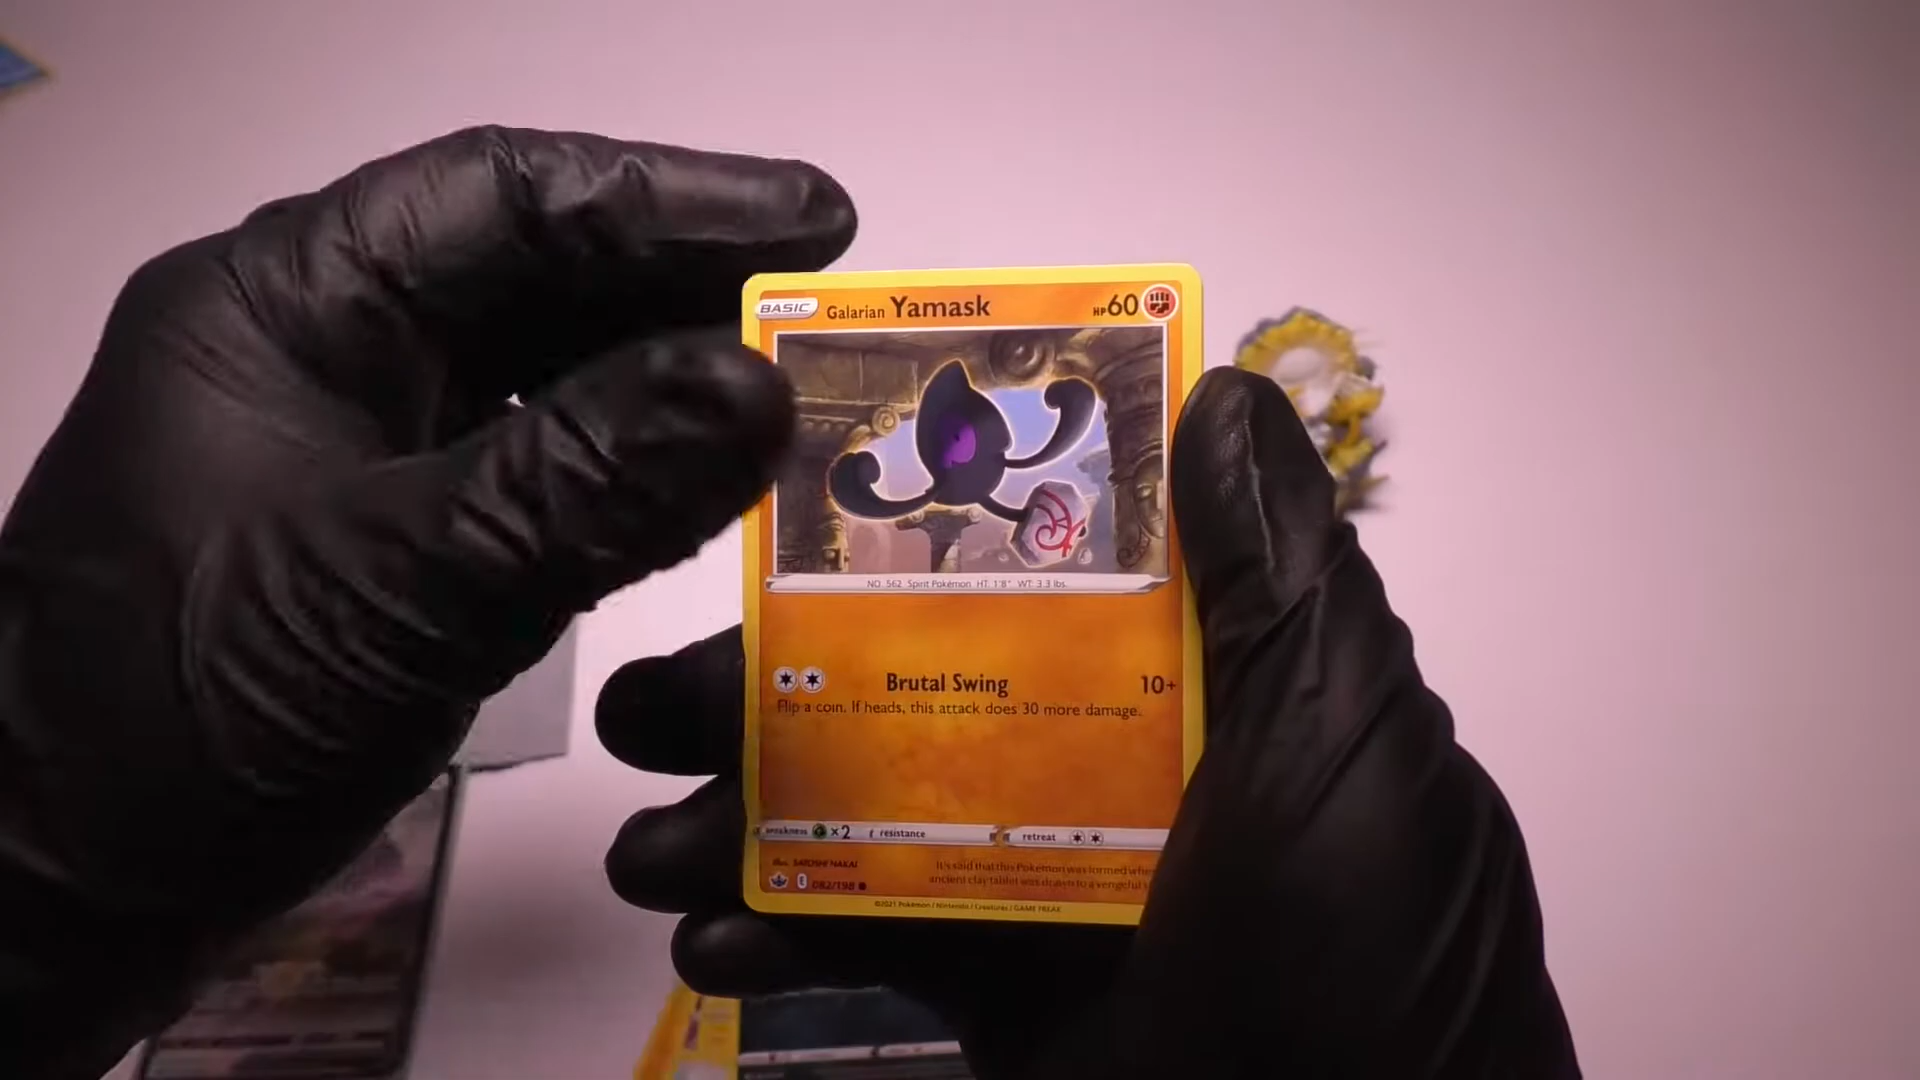 BASIC Galarian Yamask HP60
NO. 562 Spirit Pokémon HT: 1'8" WT: 3.3 lbs.
Brutal Swing 10+
Flip a coin. If heads, this attack does 30 more damage.
weakness ×2 resistance retreat
Illus. SATOSHI NAKAI
It's said that this Pokémon was formed when
ancient clay tablet was drawn to a vengeful
E 082/198
©2021 Pokémon / Nintendo / Creatures / GAME FREAK